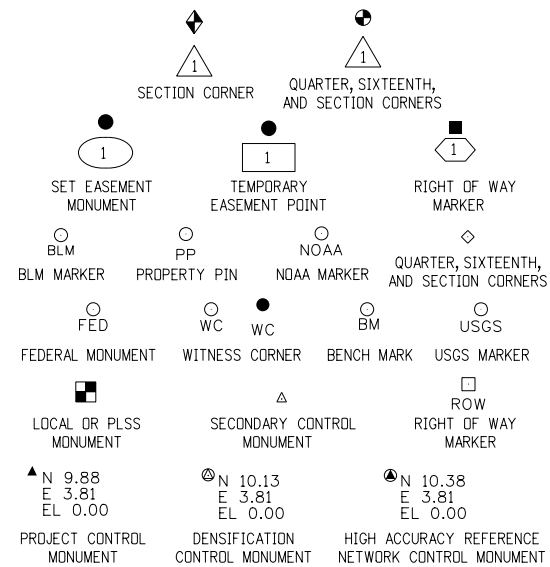 1
1
SECTION CORNER
QUARTER, SIXTEENTH,
AND SECTION CORNERS
1
1
1
SET EASEMENT
MONUMENT
TEMPORARY
EASEMENT POINT
RIGHT OF WAY
MARKER
BLM
PP
NOAA
BLM MARKER
PROPERTY PIN
NOAA MARKER
QUARTER, SIXTEENTH,
AND SECTION CORNERS
FED
WC
WC
BM
USGS
FEDERAL MONUMENT
WITNESS CORNER
BENCH MARK
USGS MARKER
ROW
LOCAL OR PLSS
MONUMENT
SECONDARY CONTROL
MONUMENT
RIGHT OF WAY
MARKER
N 9.88
E 3.81
EL 0.00
N 10.13
E 3.81
EL 0.00
N 10.38
E 3.81
EL 0.00
PROJECT CONTROL
MONUMENT
DENSIFICATION
CONTROL MONUMENT
HIGH ACCURACY REFERENCE
NETWORK CONTROL MONUMENT